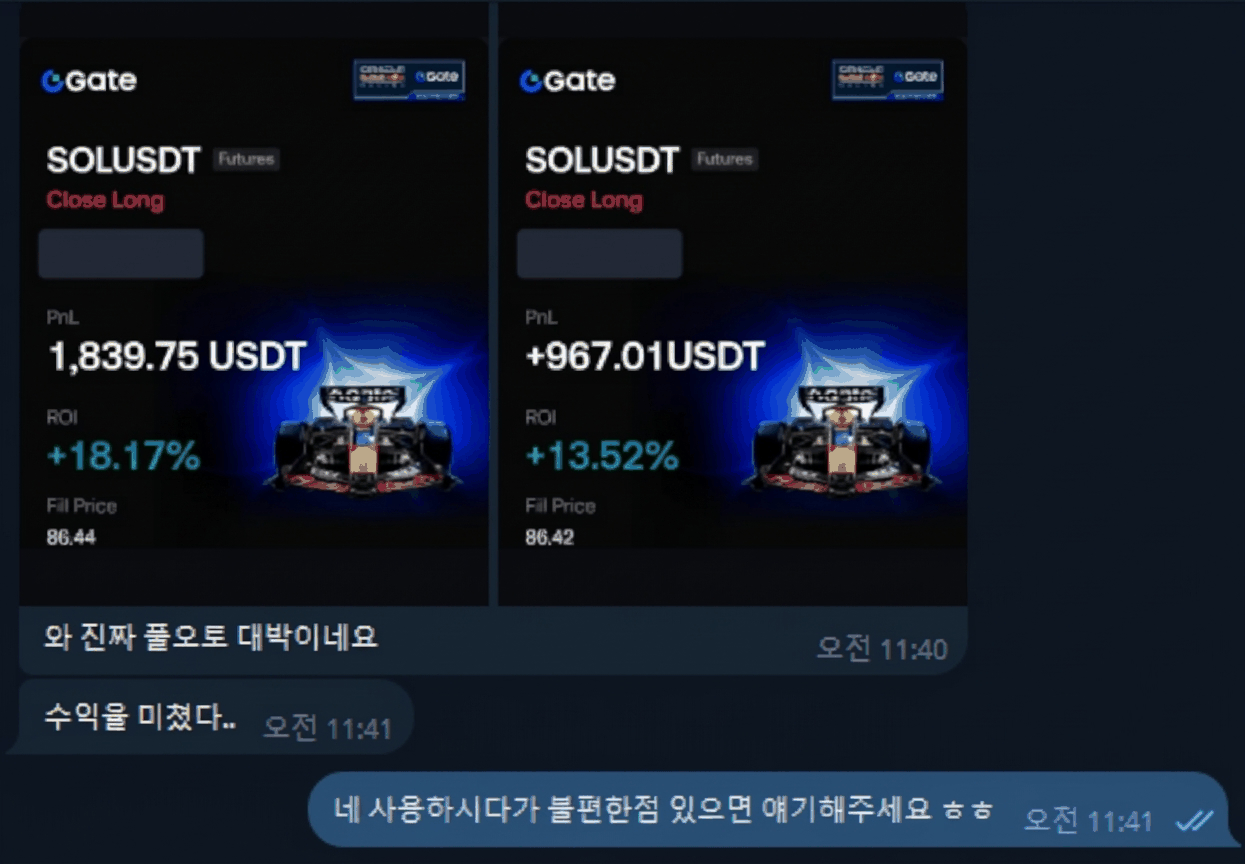 Gate
Gate
SOLUSDT Futures
Close Long
PnL
1,839.75 USDT
ROI
+18.17%
Fill Price
86.44
Gate
Gate
SOLUSDT Futures
Close Long
PnL
+967.01USDT
ROI
+13.52%
Fill Price
86.42
와 진짜 풀오토 대박이네요
오전 11:40
수익율 미쳤다.. 오전 11:41
네 사용하시다가 불편한점 있으면 얘기해주세요 ㅎㅎ 오전 11:41